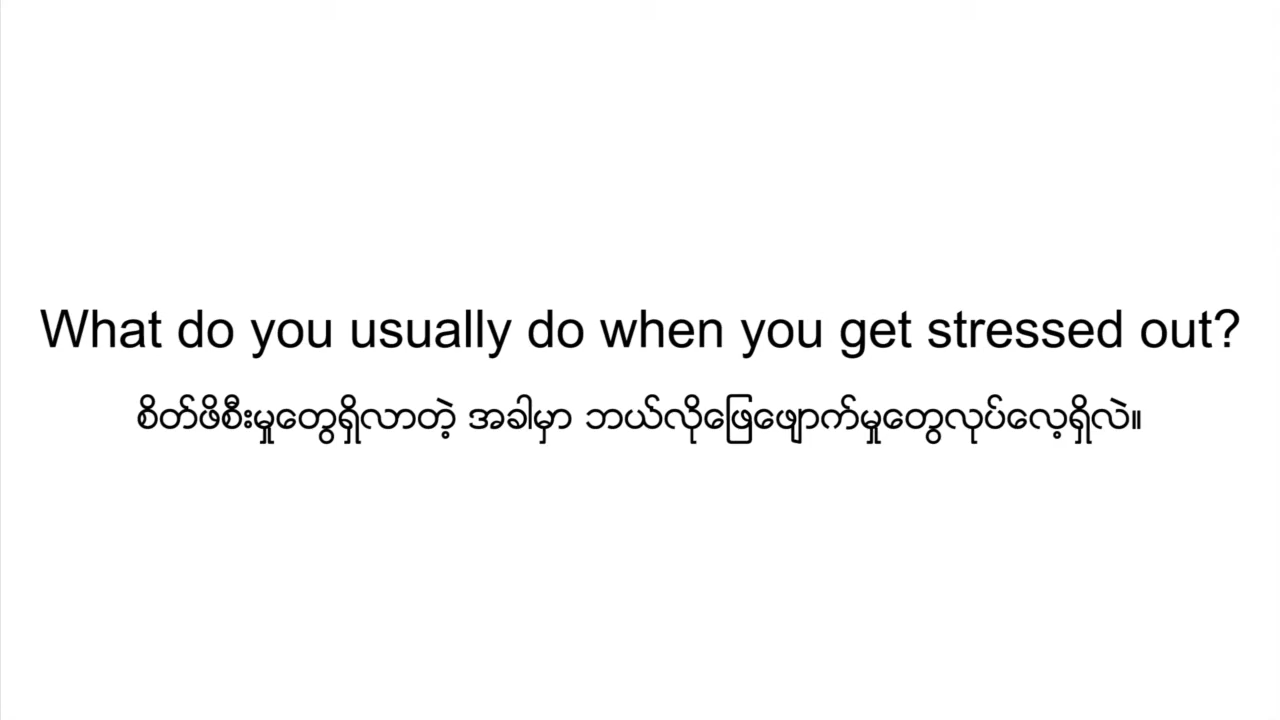 What do you usually do when you get stressed out?
စိတ်ဖိစီးမှုတွေရှိလာတဲ့ အခါမှာ ဘယ်လိုဖြေဖျောက်မှုတွေလုပ်လေ့ရှိလဲ။